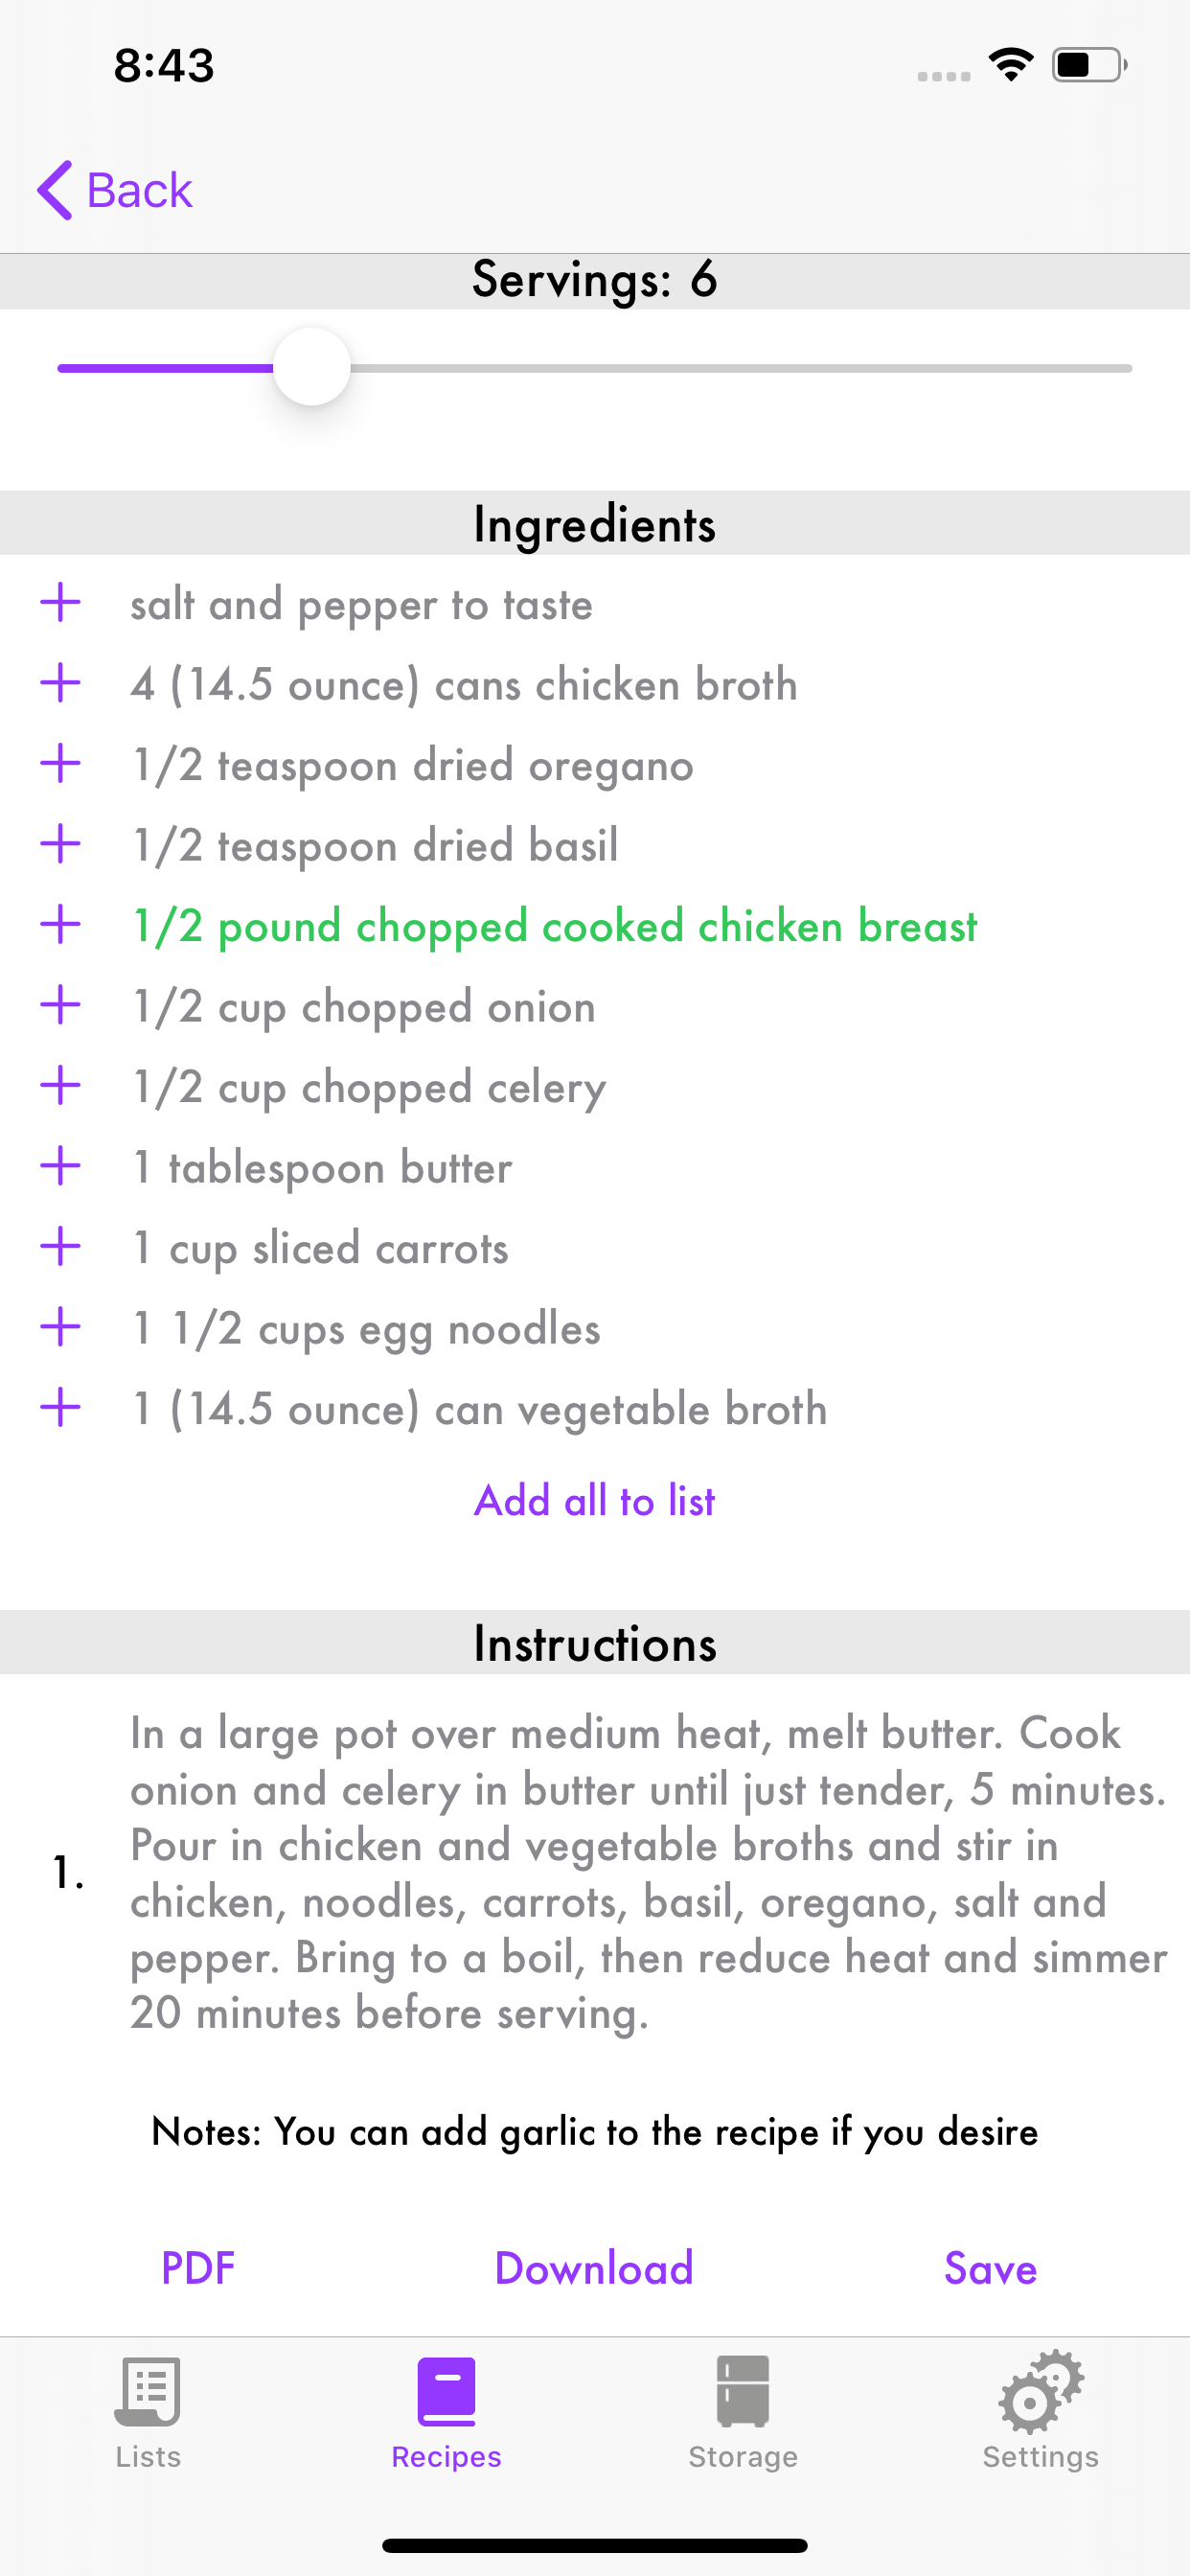 8:43
Back
Servings: 6
Ingredients
salt and pepper to taste
4 (14.5 ounce) cans chicken broth
1/2 teaspoon dried oregano
1/2 teaspoon dried basil
1/2 pound chopped cooked chicken breast
1/2 cup chopped onion
1/2 cup chopped celery
1 tablespoon butter
1 cup sliced carrots
1 1/2 cups egg noodles
1 (14.5 ounce) can vegetable broth
Add all to list
Instructions
1.
In a large pot over medium heat, melt butter. Cook
onion and celery in butter until just tender, 5 minutes.
Pour in chicken and vegetable broths and stir in
chicken, noodles, carrots, basil, oregano, salt and
pepper. Bring to a boil, then reduce heat and simmer
20 minutes before serving.
Notes: You can add garlic to the recipe if you desire
PDF Download Save
Lists Recipes Storage Settings